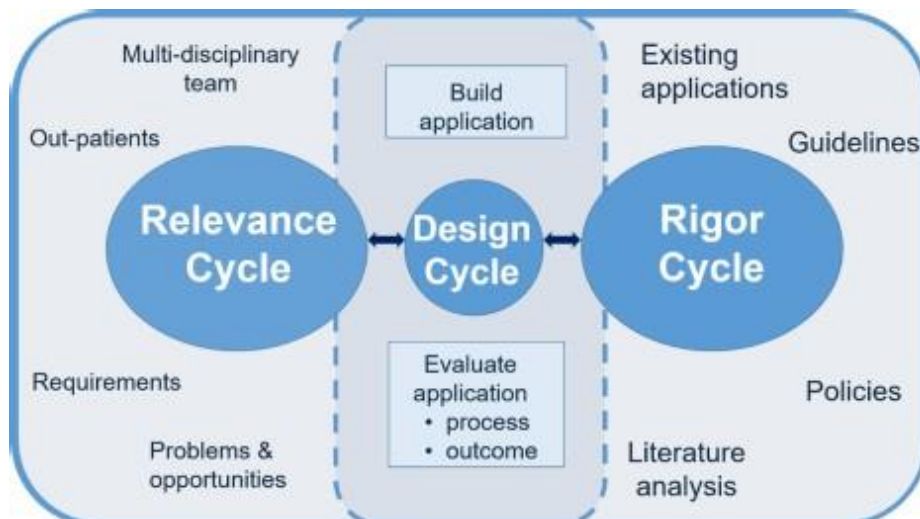 Multi-disciplinary
team
Out-patients
Relevance
Cycle
Requirements
Problems &
opportunities
Build
application
Design
Cycle
Evaluate
application
• process
• outcome
Existing
applications
Guidelines
Rigor
Cycle
Policies
Literature
analysis